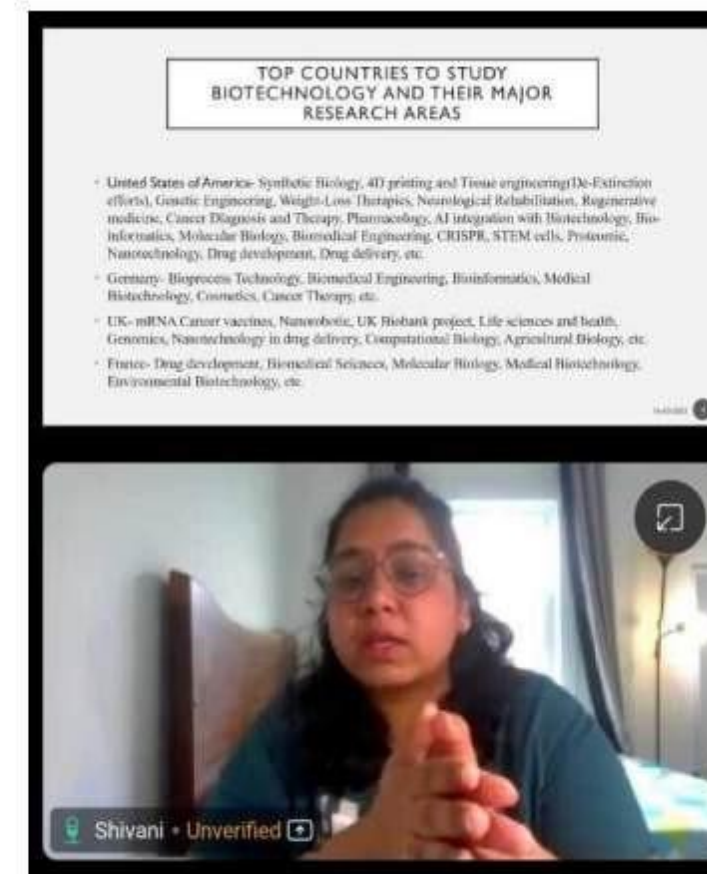 TOP COUNTRIES TO STUDY
BIOTECHNOLOGY AND THEIR MAJOR
RESEARCH AREAS
United States of America- Synthetic Biology, 4D printing and Tissue engineering(De-Extinction
efforts), Genetic Engineering, Weight-Loss Therapies, Neurological Rehabilitation, Regenerative
medicine, Cancer Diagnosis and Therapy, Pharmacology, AI integration with Biotechnology, Bio-
informatics, Molecular Biology, Biomedical Engineering, CRISPR, STEM cells, Proteomic,
Nanotechnology, Drug development, Drug delivery, etc.
Germany- Bioprocess Technology, Biomedical Engineering, Bioinformatics, Medical
Biotechnology, Cosmetics, Cancer Therapy, etc.
UK- mRNA Cancer vaccines, Nanorobotic, UK Biobank project, Life sciences and health,
Genomics, Nanotechnology in drug delivery, Computational Biology, Agricultural Biology, etc
France- Drug development, Biomedical Sciences, Molecular Biology, Medical Biotechnology,
Environmental Biotechnology, etc
Shivani • Unverified